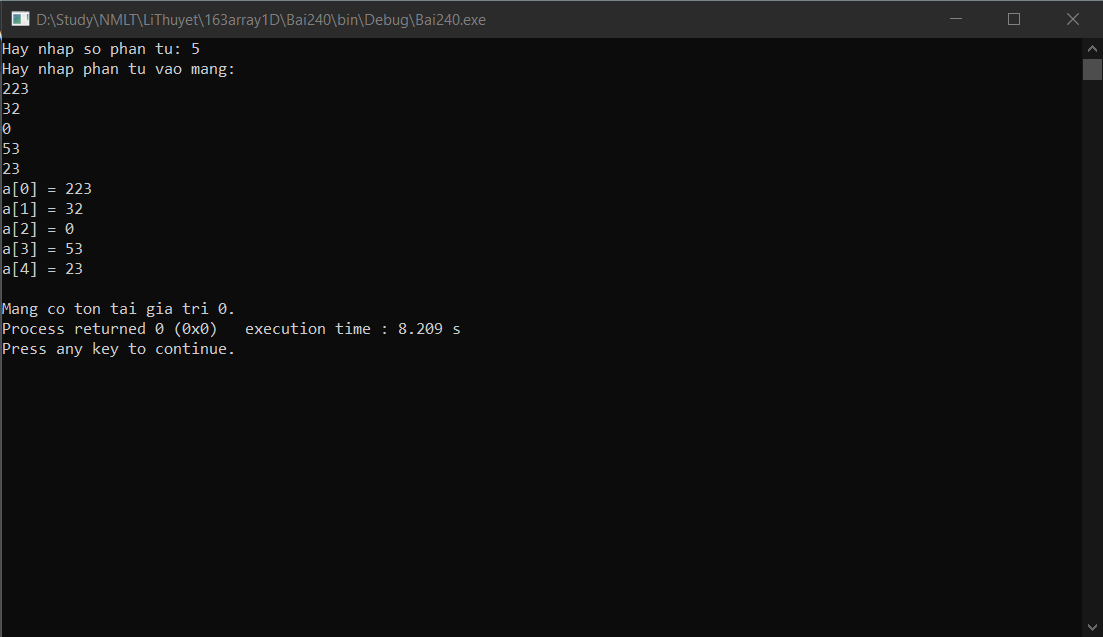 D:\Study\NMLT\LiThuyet\163array1D\Bai240\bin\Debug\Bai240.exe
Hay nhap so phan tu: 5
Hay nhap phan tu vao mang:
223
32
0
53
23
a[0] = 223
a[1] = 32
a[2] = 0
a[3] = 53
a[4] = 23
Mang co ton tai gia tri 0.
Process returned 0 (0x0)   execution time : 8.209 s
Press any key to continue.